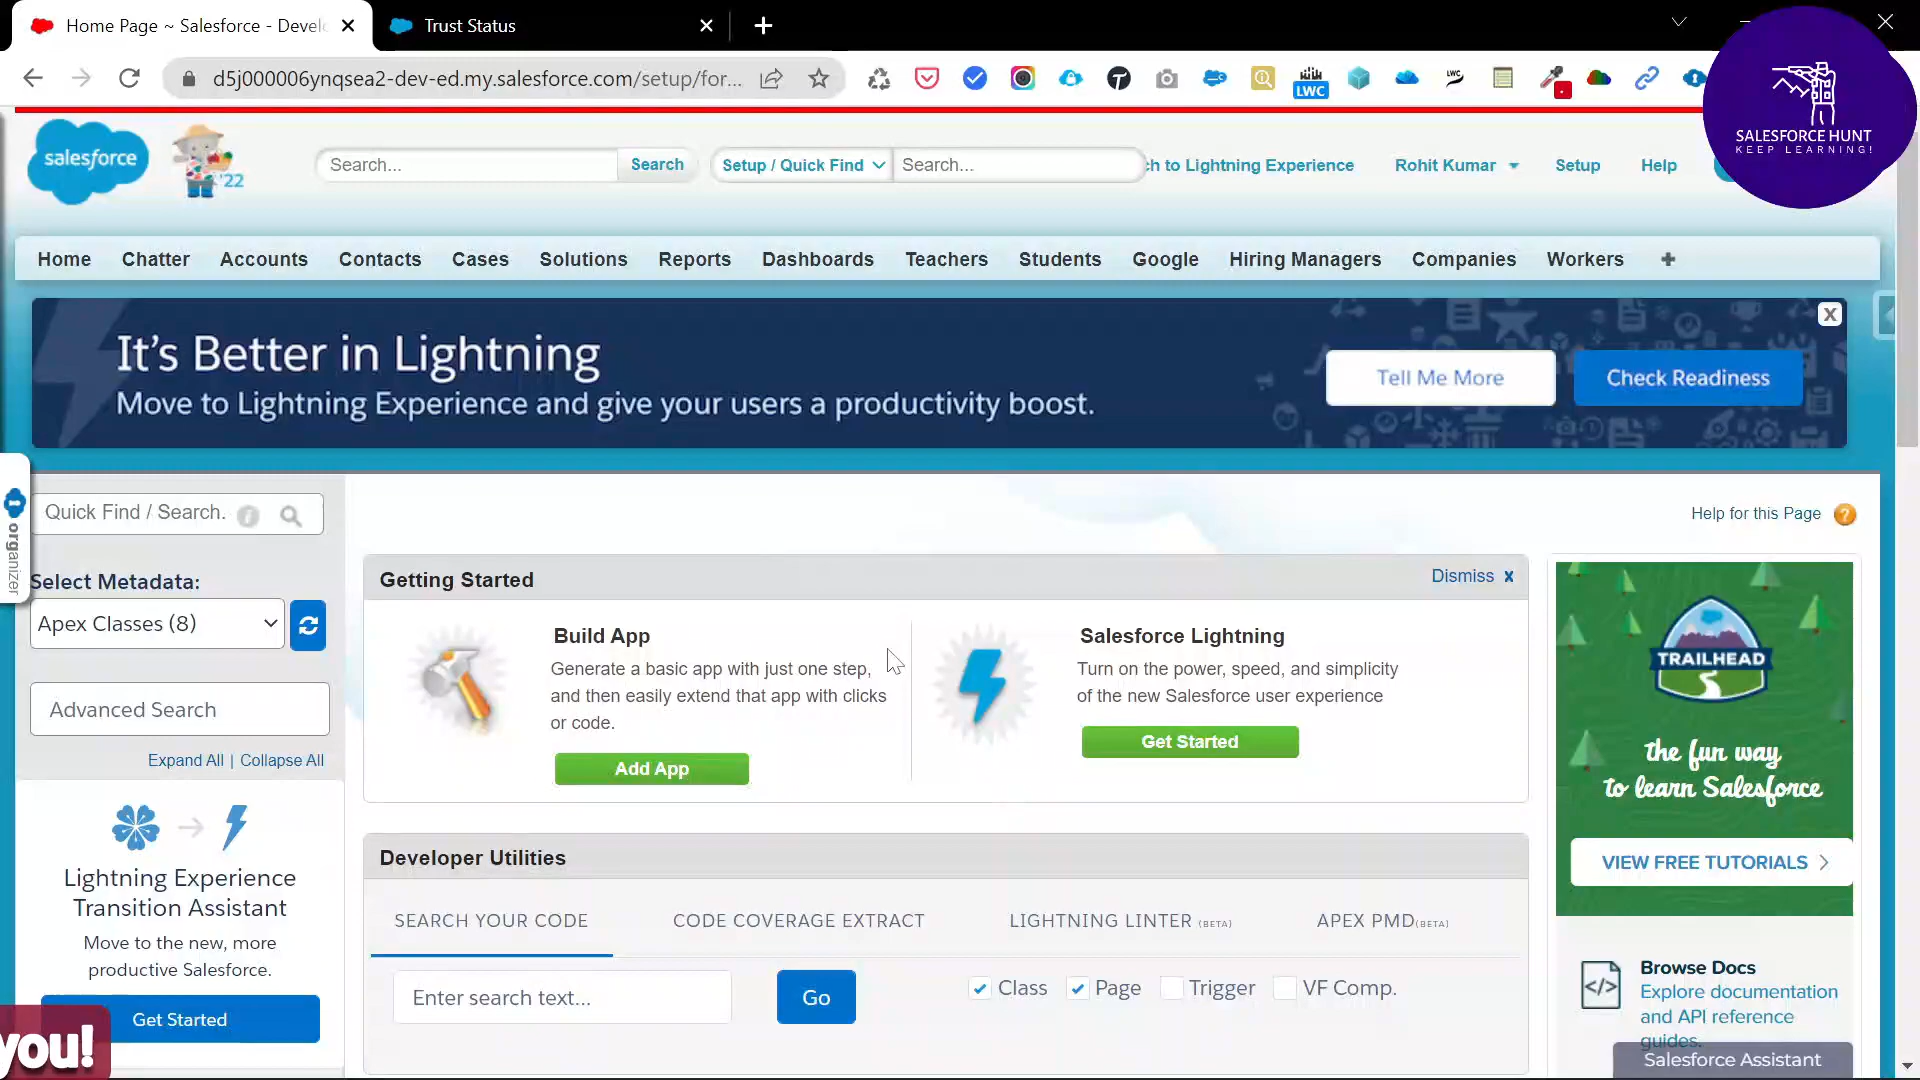 Home Page ~ Salesforce - Devel
Trust Status
d5j000006ynqsea2-dev-ed.my.salesforce.com/setup/for...
LWC
LWC
SALESFORCE HUNT
KEEP LEARNING!
salesforce
'22
Search...
Search
Setup / Quick Find
Search...
ch to Lightning Experience
Rohit Kumar
Setup
Help
Home
Chatter
Accounts
Contacts
Cases
Solutions
Reports
Dashboards
Teachers
Students
Google
Hiring Managers
Companies
Workers
It's Better in Lightning
Move to Lightning Experience and give your users a productivity boost.
Tell Me More
Check Readiness
X
organizer
Quick Find / Search.
Help for this Page
Select Metadata:
Apex Classes (8)
Advanced Search
Expand All | Collapse All
Lightning Experience
Transition Assistant
Move to the new, more
productive Salesforce.
Get Started
you!
Getting Started
Dismiss x
Build App
Generate a basic app with just one step,
and then easily extend that app with clicks
or code.
Add App
Salesforce Lightning
Turn on the power, speed, and simplicity
of the new Salesforce user experience
Get Started
Developer Utilities
SEARCH YOUR CODE
CODE COVERAGE EXTRACT
LIGHTNING LINTER (BETA)
APEX PMD(BETA)
Enter search text...
Go
Class
Page
Trigger
VF Comp.
TRAILHEAD
the fun way
to learn Salesforce
VIEW FREE TUTORIALS
Browse Docs
Explore documentation
and API reference
guides.
Salesforce Assistant